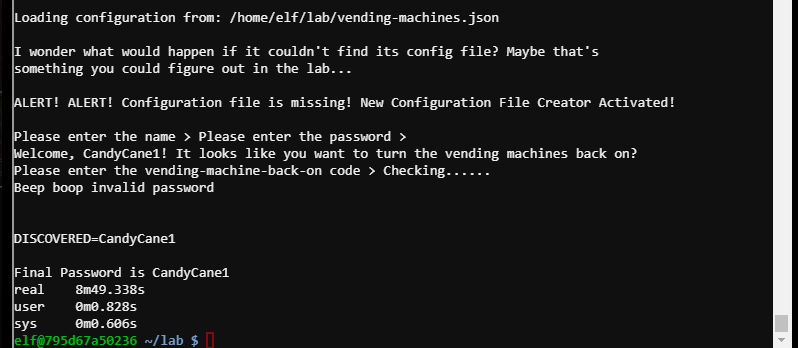 Loading configuration from: /home/elf/lab/vending-machines.json
I wonder what would happen if it couldn't find its config file? Maybe that's
something you could figure out in the lab...
ALERT! ALERT! Configuration file is missing! New Configuration File Creator Activated!
Please enter the name > Please enter the password >
Welcome, CandyCane1! It looks like you want to turn the vending machines back on?
Please enter the vending-machine-back-on code > Checking......
Beep boop invalid password
DISCOVERED=CandyCane1
Final Password is CandyCane1
real 8m49.338s
user 0m0.828s
sys 0m0.606s
elf@795d67a50236 ~/lab $